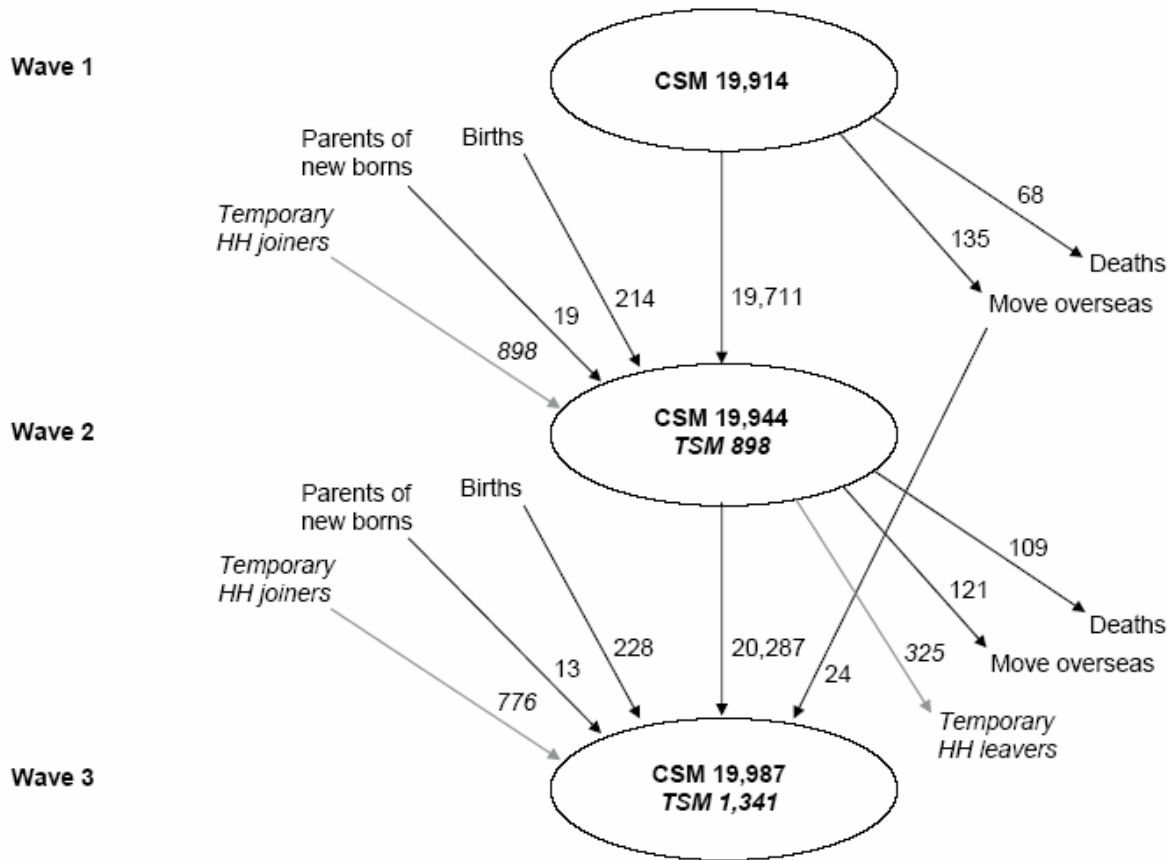 Wave 1
CSM 19,914
Parents of
new borns
Births
Temporary
HH joiners
68
135
Deaths
Move overseas
19
214
19,711
898
Wave 2
CSM 19,944
TSM 898
Parents of
new borns
Births
Temporary
HH joiners
109
121
Deaths
Move overseas
13
228
20,287
325
24
776
Temporary
HH leavers
Wave 3
CSM 19,987
TSM 1,341